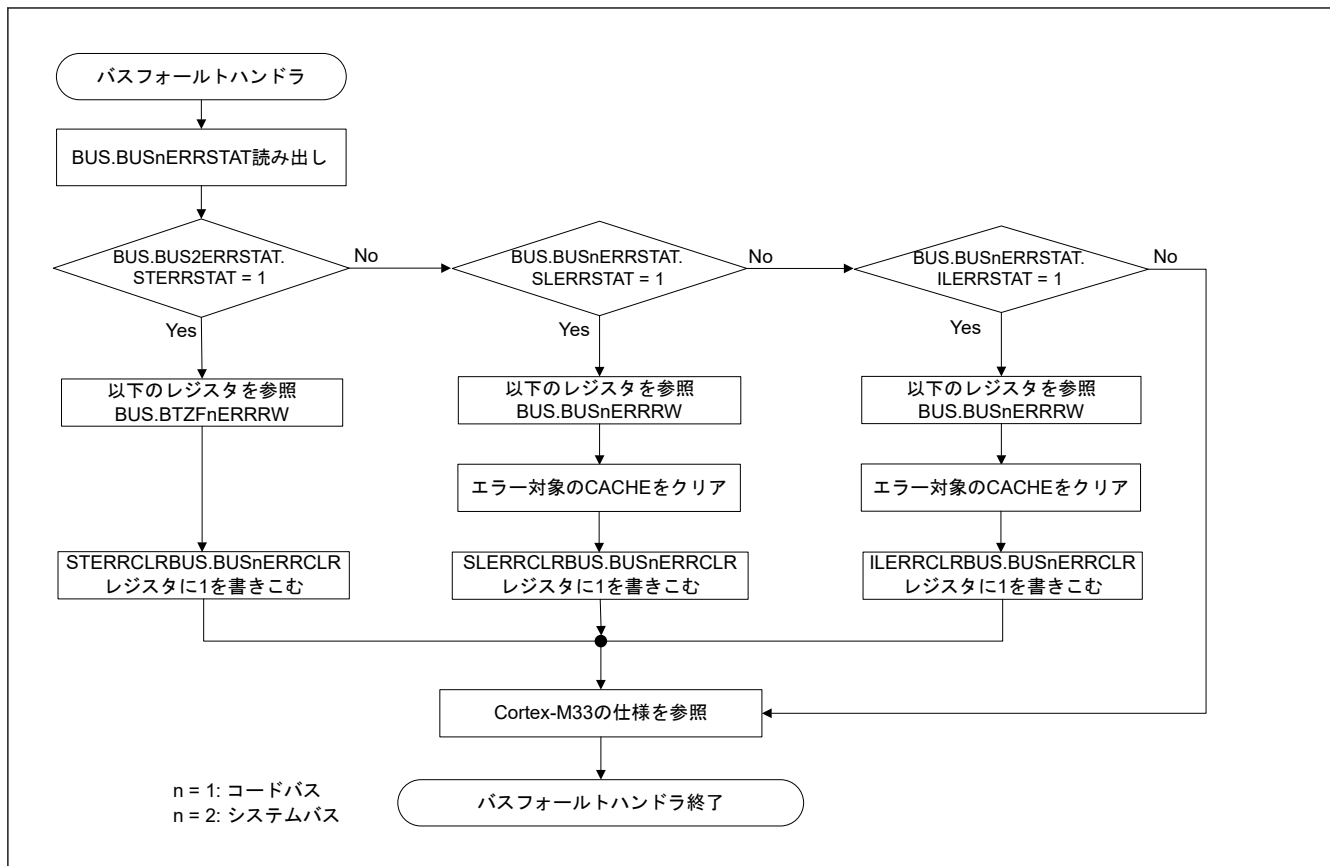 バスフォールトハンドラ
BUS.BUSnERRSTAT読み出し
BUS.BUS2ERRSTAT.
STERRSTAT = 1
No
Yes
BUS.BUSnERRSTAT.
SLERRSTAT = 1
No
Yes
BUS.BUSnERRSTAT.
ILERRSTAT = 1
No
Yes
以下のレジスタを参照
BUS.BTZFnERRRW
以下のレジスタを参照
BUS.BUSnERRRW
以下のレジスタを参照
BUS.BUSnERRRW
エラー対象のCACHEをクリア
エラー対象のCACHEをクリア
STERRCLRBUS.BUSnERRCLR
レジスタに1を書きこむ
SLERRCLRBUS.BUSnERRCLR
レジスタに1を書きこむ
ILERRCLRBUS.BUSnERRCLR
レジスタに1を書きこむ
Cortex-M33の仕様を参照
バスフォールトハンドラ終了
n = 1: コードバス
n = 2: システムバス